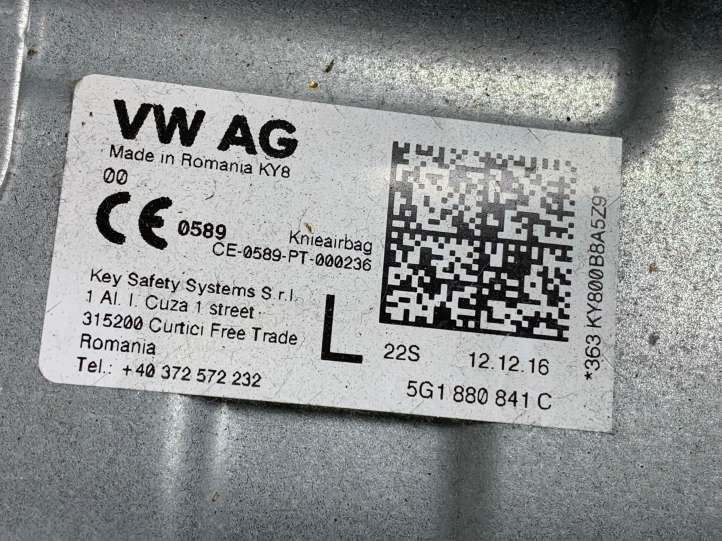 VW AG
Made in Romania KY8
00
CE 0589 Knieairbag
CE-0589-PT-000236
Key Safety Systems S.r.l.
1 Al. I. Cuza 1 street
315200 Curtici Free Trade
Romania
Tel.: +40 372 572 232
L
22S 12.12.16
5G1 880 841 C
*363 KY800B8A5Z9*